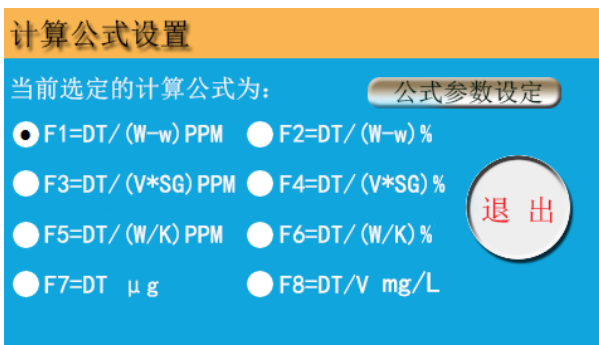 计算公式设置
当前选定的计算公式为:
公式参数设定
F1=DT/(W-w)PPM
F2=DT/(W-w)%
F3=DT/(V*SG)PPM
F4=DT/(V*SG)%
退 出
F5=DT/(W/K)PPM
F6=DT/(W/K)%
F7=DT μg
F8=DT/V mg/L